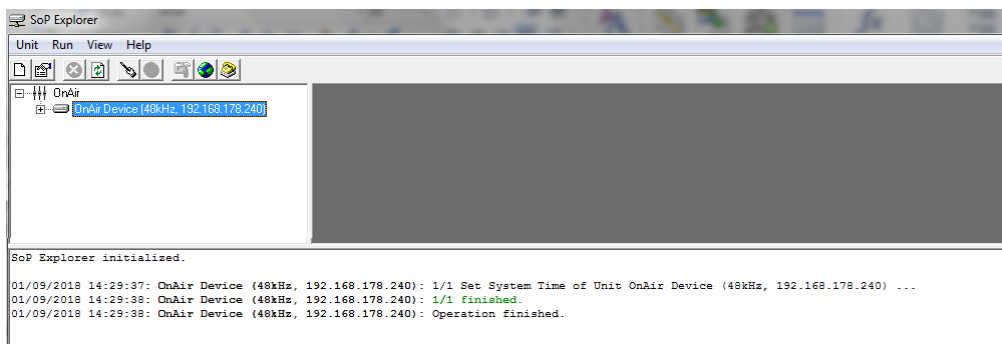 SoP Explorer
Unit Run View Help
OnAir
OnAir Device (48kHz, 192.168.178.240)
SoP Explorer initialized.
01/09/2018 14:29:37: OnAir Device (48kHz, 192.168.178.240): 1/1 Set System Time of Unit OnAir Device (48kHz, 192.168.178.240) ...
01/09/2018 14:29:38: OnAir Device (48kHz, 192.168.178.240): 1/1 finished.
01/09/2018 14:29:38: OnAir Device (48kHz, 192.168.178.240): Operation finished.